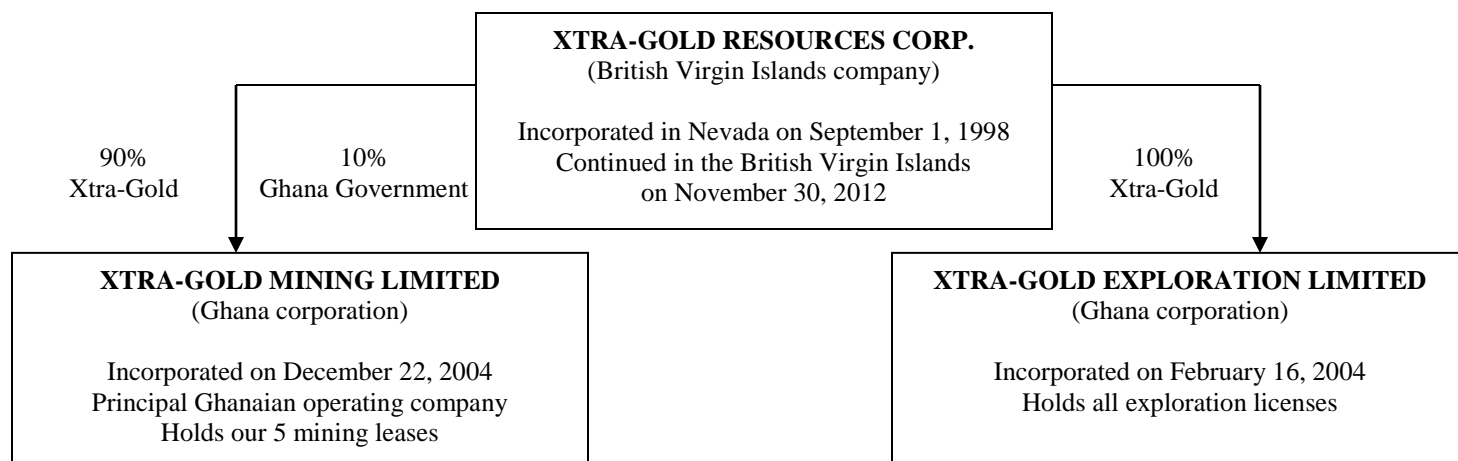 XTRA-GOLD RESOURCES CORP.
(British Virgin Islands company)
Incorporated in Nevada on September 1, 1998
Continued in the British Virgin Islands
on November 30, 2012
90%
Xtra-Gold
10%
Ghana Government
100%
Xtra-Gold
XTRA-GOLD MINING LIMITED
(Ghana corporation)
Incorporated on December 22, 2004
Principal Ghanaian operating company
Holds our 5 mining leases
XTRA-GOLD EXPLORATION LIMITED
(Ghana corporation)
Incorporated on February 16, 2004
Holds all exploration licenses